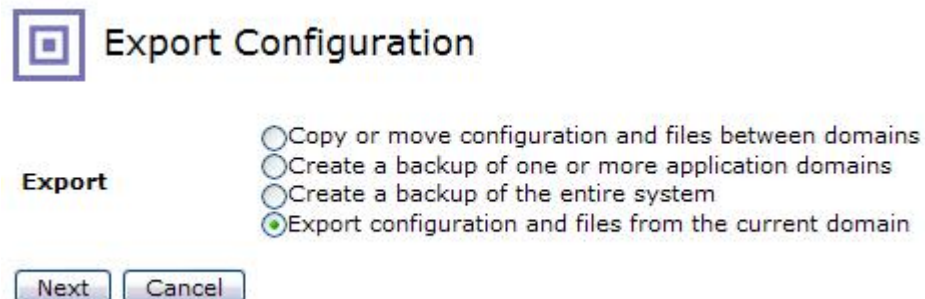 Export Configuration
Copy or move configuration and files between domains
Create a backup of one or more application domains
Export
Create a backup of the entire system
Export configuration and files from the current domain
Next Cancel